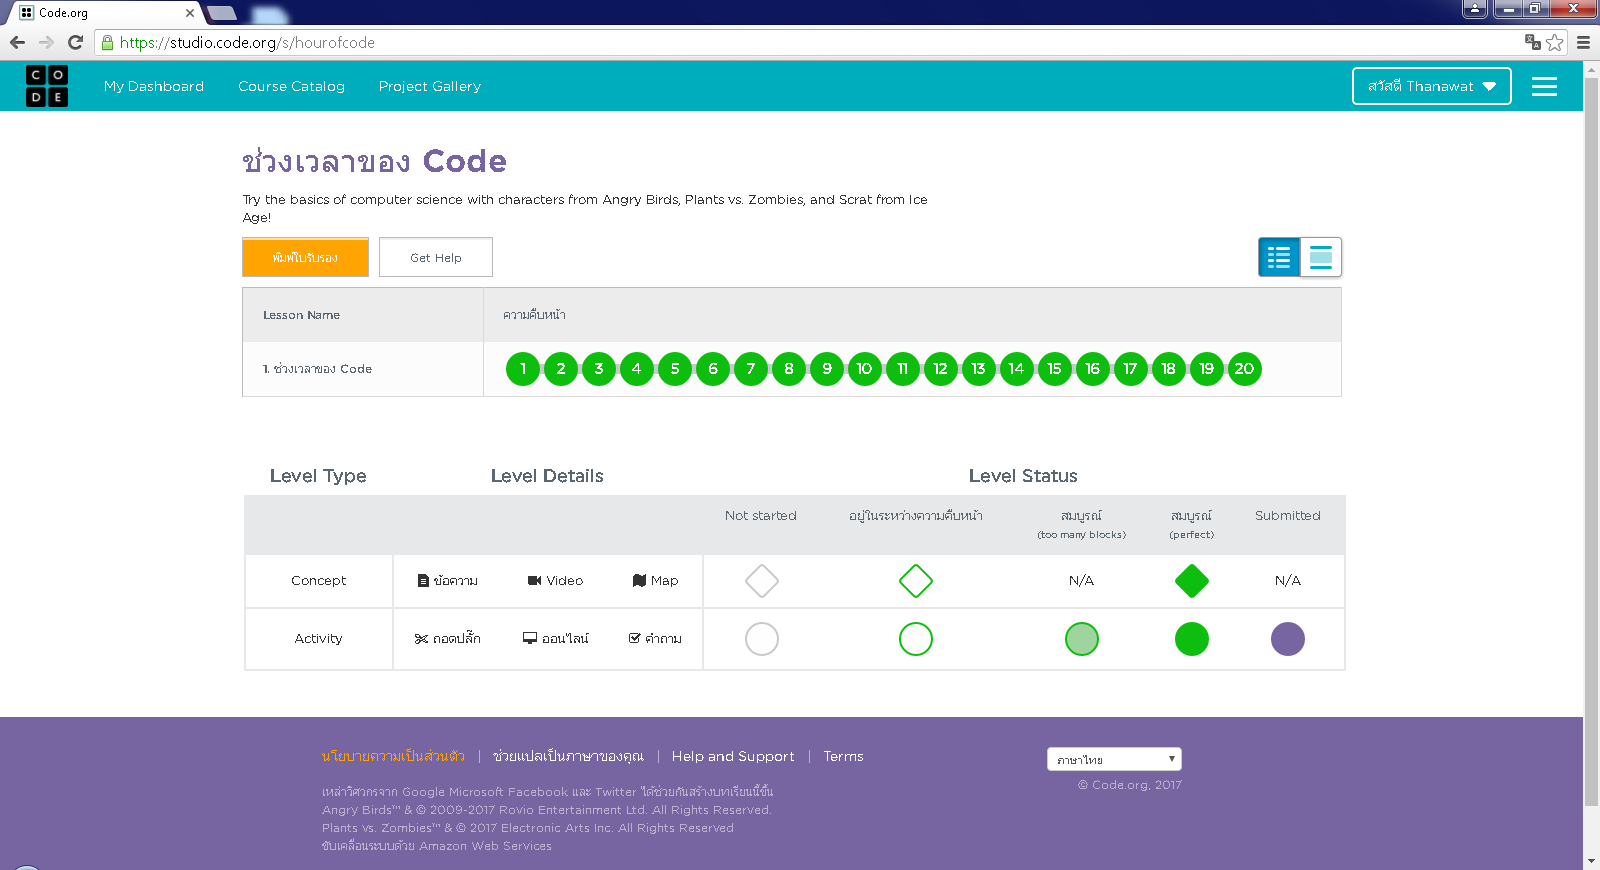 Code.org
https://studio.code.org/s/hourofcode
CODE
My Dashboard
Course Catalog
Project Gallery
สวัสดี Thanawat
ช่วงเวลาของ Code
Try the basics of computer science with characters from Angry Birds, Plants vs. Zombies, and Scrat from Ice
Age!
พิมพ์ใบรับรอง
Get Help
Lesson Name
ความคืบหน้า
1. ช่วงเวลาของ Code
1 2 3 4 5 6 7 8 9 10 11 12 13 14 15 16 17 18 19 20
Level Type
Level Details
Level Status
Not started
อยู่ในระหว่างความคืบหน้า
สมบูรณ์
(too many blocks)
สมบูรณ์
(perfect)
Submitted
Concept
ข้อความ
Video
Map
N/A
N/A
Activity
ถอดปลั๊ก
ออนไลน์
คำถาม
นโยบายความเป็นส่วนตัว | ช่วยแปลเป็นภาษาของคุณ | Help and Support | Terms
ภาษาไทย
© Code.org, 2017
เหล่าวิศวกรจาก Google Microsoft Facebook และ Twitter ได้ช่วยกันสร้างบทเรียนนี้ขึ้น
Angry Birds™ & © 2009-2017 Rovio Entertainment Ltd. All Rights Reserved.
Plants vs. Zombies™ & © 2017 Electronic Arts Inc. All Rights Reserved
ขับเคลื่อนระบบด้วย Amazon Web Services